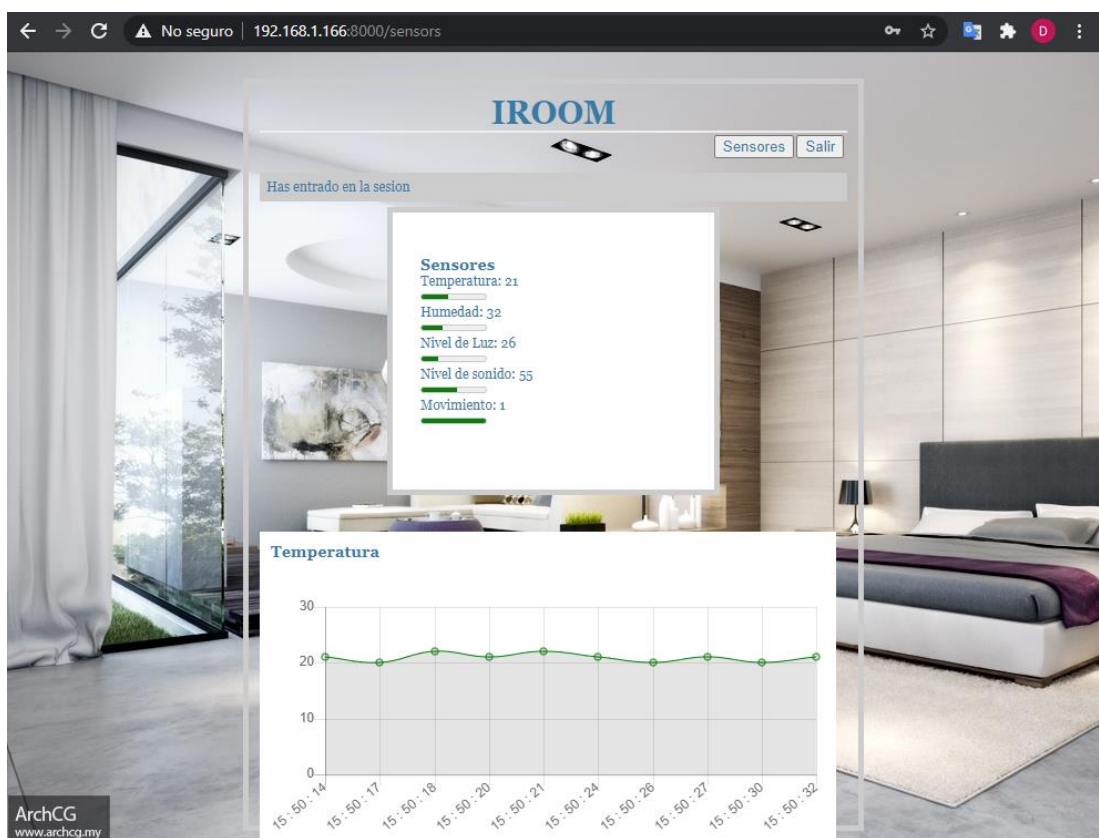 No seguro | 192.168.1.166:8000/sensors
D
IROOM
Sensores Salir
Has entrado en la sesion
Sensores
Temperatura: 21
Humedad: 32
Nivel de Luz: 26
Nivel de sonido: 55
Movimiento: 1
Temperatura
30
20
10
0
15:50:14 15:50:17 15:50:18 15:50:20 15:50:21 15:50:24 15:50:26 15:50:27 15:50:30 15:50:32
ArchCG
www.archcg.my